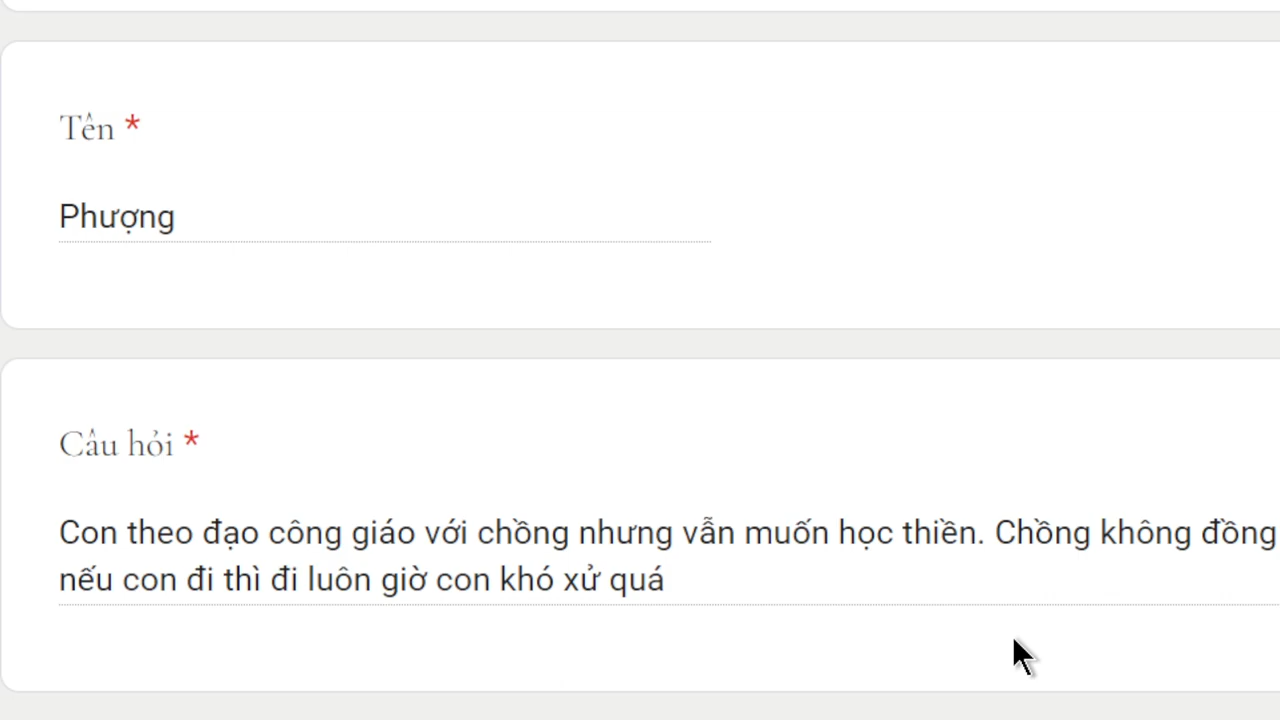 Tên *
Phượng
Câu hỏi *
Con theo đạo công giáo với chồng nhưng vẫn muốn học thiền. Chồng không đồng
nếu con đi thì đi luôn giờ con khó xử quá